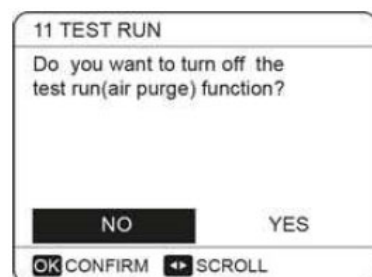 11 TEST RUN
Do you want to turn off the
test run(air purge) function?
NO YES
OK CONFIRM ◄► SCROLL